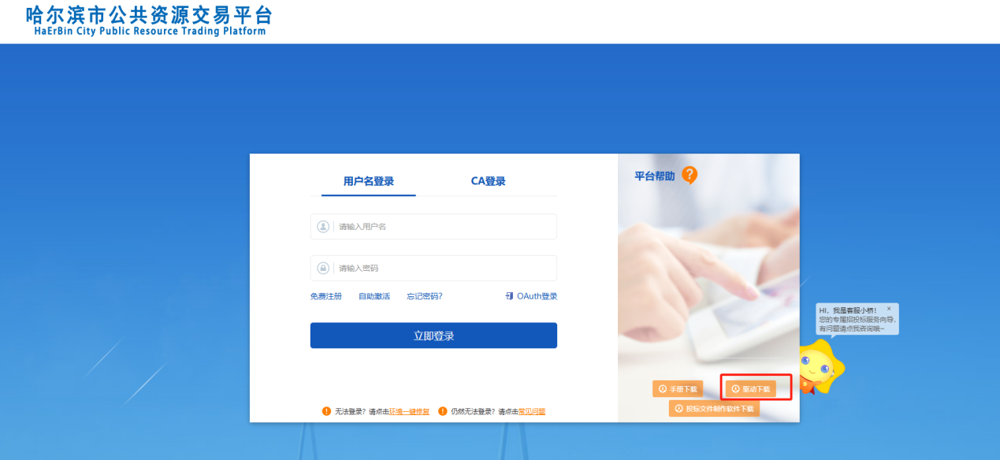 哈尔滨市公共资源交易平台
HaErBin City Public Resource Trading Platform
用户名登录
CA登录
平台帮助
?
请输入用户名
请输入密码
免费注册
自助激活
忘记密码?
OAuth登录
立即登录
HI，我是客服小桥！
×
您的专属招投标服务向导，
有问题请点我咨询哦~
手册下载
驱动下载
投标文件制作软件下载
无法登录？请点击环境一键修复
仍然无法登录？请点击常见问题